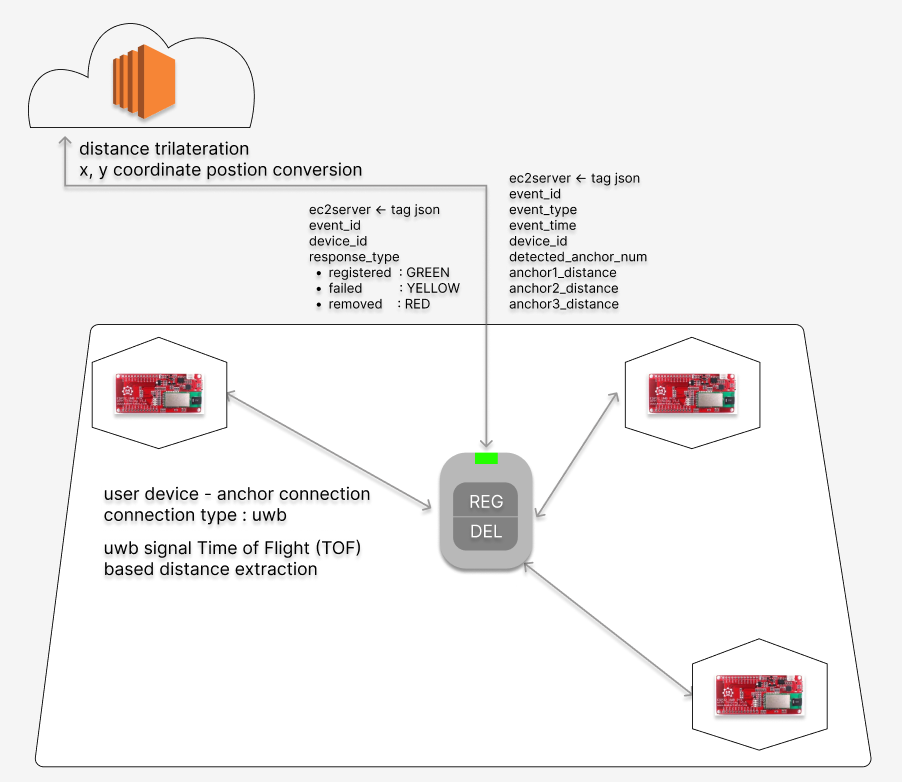 distance trilateration
x, y coordinate postion conversion
ec2server ← tag json
event_id
device_id
response_type
• registered : GREEN
• failed : YELLOW
• removed : RED
ec2server ← tag json
event_id
event_type
event_time
device_id
detected_anchor_num
anchor1_distance
anchor2_distance
anchor3_distance
REG
DEL
user device - anchor connection
connection type : uwb
uwb signal Time of Flight (TOF)
based distance extraction